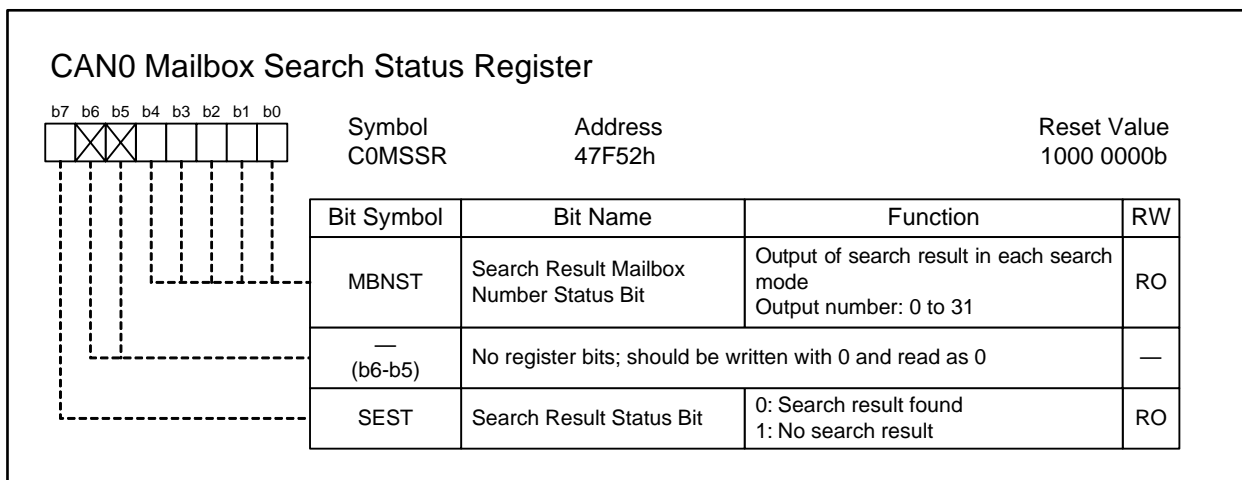 CAN0 Mailbox Search Status Register
b7 b6 b5 b4 b3 b2 b1 b0
Symbol Address Reset Value
C0MSSR 47F52h 1000 0000b
Bit Symbol Bit Name Function RW
MBNST Search Result Mailbox Number Status Bit Output of search result in each search mode Output number: 0 to 31 RO
— (b6-b5) No register bits; should be written with 0 and read as 0 —
SEST Search Result Status Bit 0: Search result found 1: No search result RO